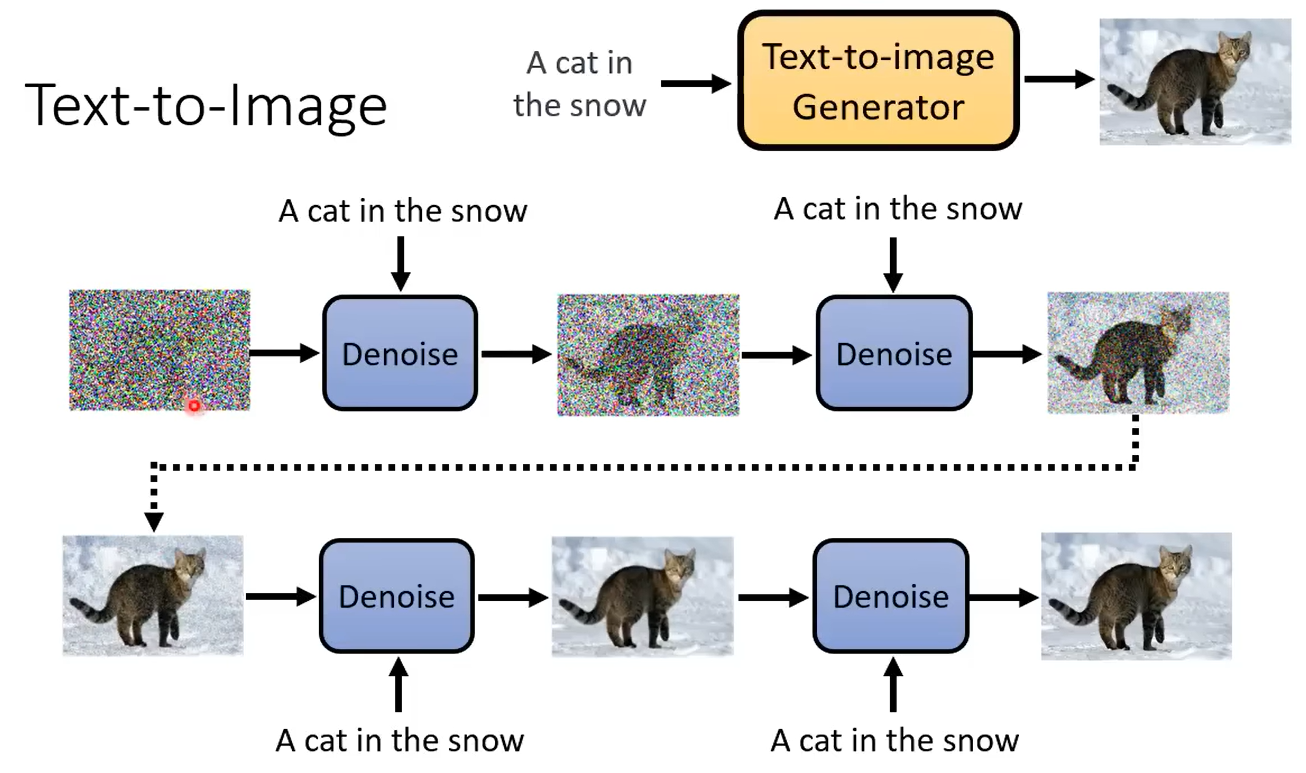 Text-to-Image
A cat in
the snow
Text-to-image
Generator
A cat in the snow
A cat in the snow
Denoise
Denoise
Denoise
Denoise
A cat in the snow
A cat in the snow